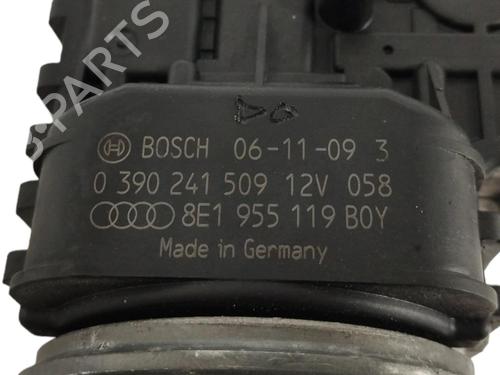 BOSCH 06-11-09 3
0 390 241 509 12V 058
8E1 955 119 B0Y
Made in Germany